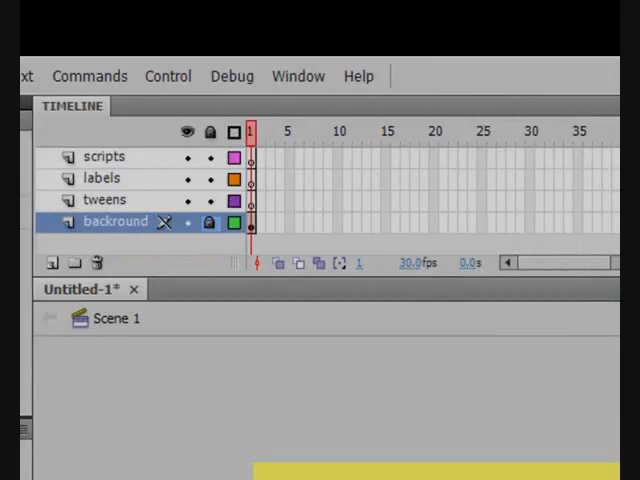 xt Commands Control Debug Window Help
TIMELINE
1 5 10 15 20 25 30 35
scripts
labels
tweens
backround
1 30.0fps 0.0s
Untitled-1*
Scene 1